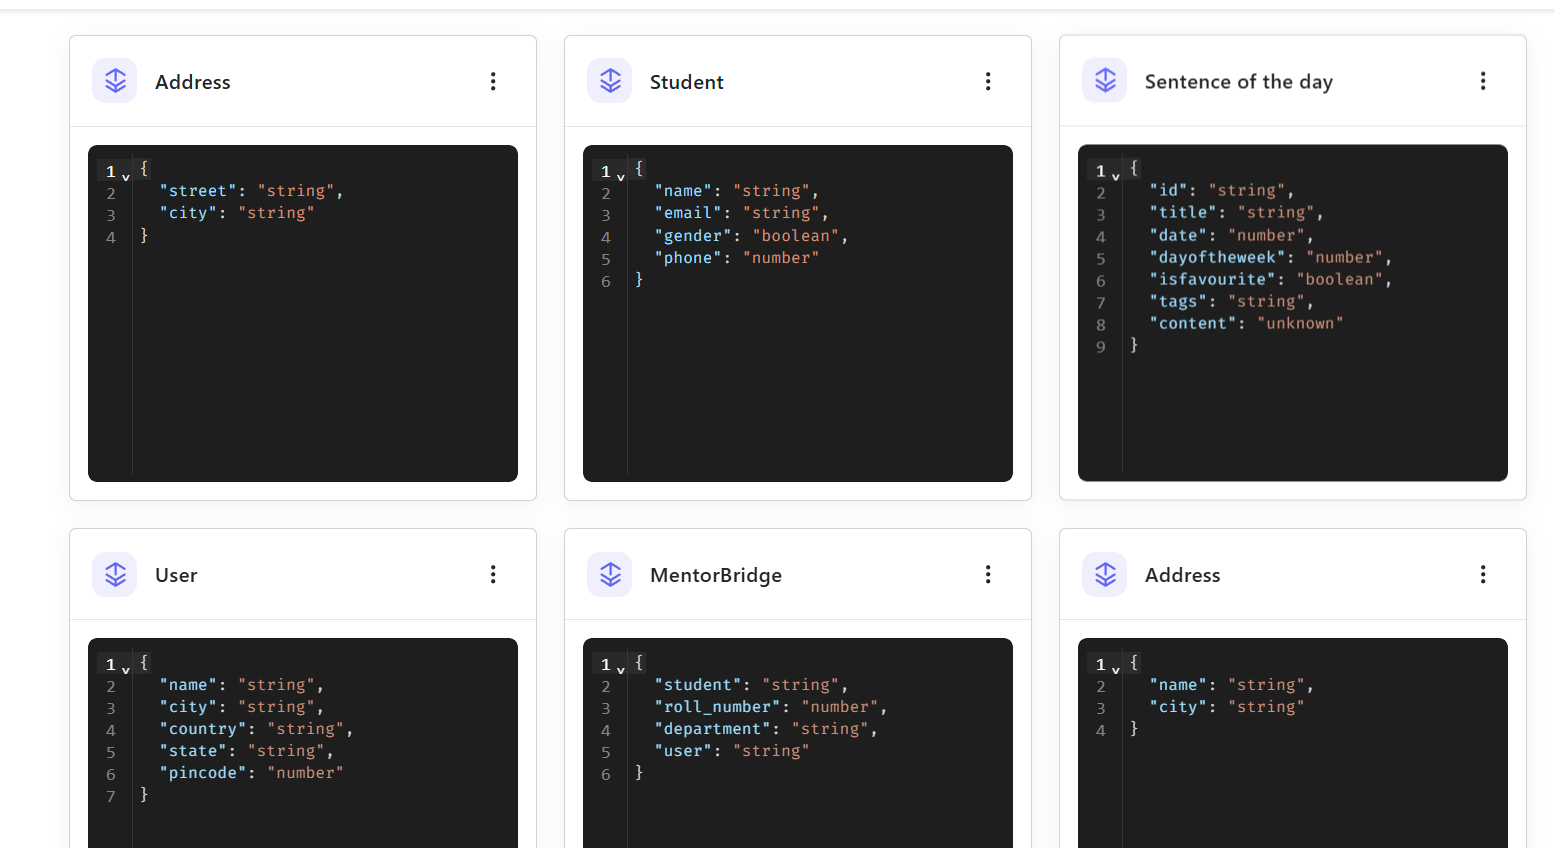 Address
1 {
2 "street": "string",
3 "city": "string"
4 }
Student
1 {
2 "name": "string",
3 "email": "string",
4 "gender": "boolean",
5 "phone": "number"
6 }
Sentence of the day
1 {
2 "id": "string",
3 "title": "string",
4 "date": "number",
5 "dayoftheweek": "number",
6 "isfavourite": "boolean",
7 "tags": "string",
8 "content": "unknown"
9 }
User
1 {
2 "name": "string",
3 "city": "string",
4 "country": "string",
5 "state": "string",
6 "pincode": "number"
7 }
MentorBridge
1 {
2 "student": "string",
3 "roll_number": "number",
4 "department": "string",
5 "user": "string"
6 }
Address
1 {
2 "name": "string",
3 "city": "string"
4 }